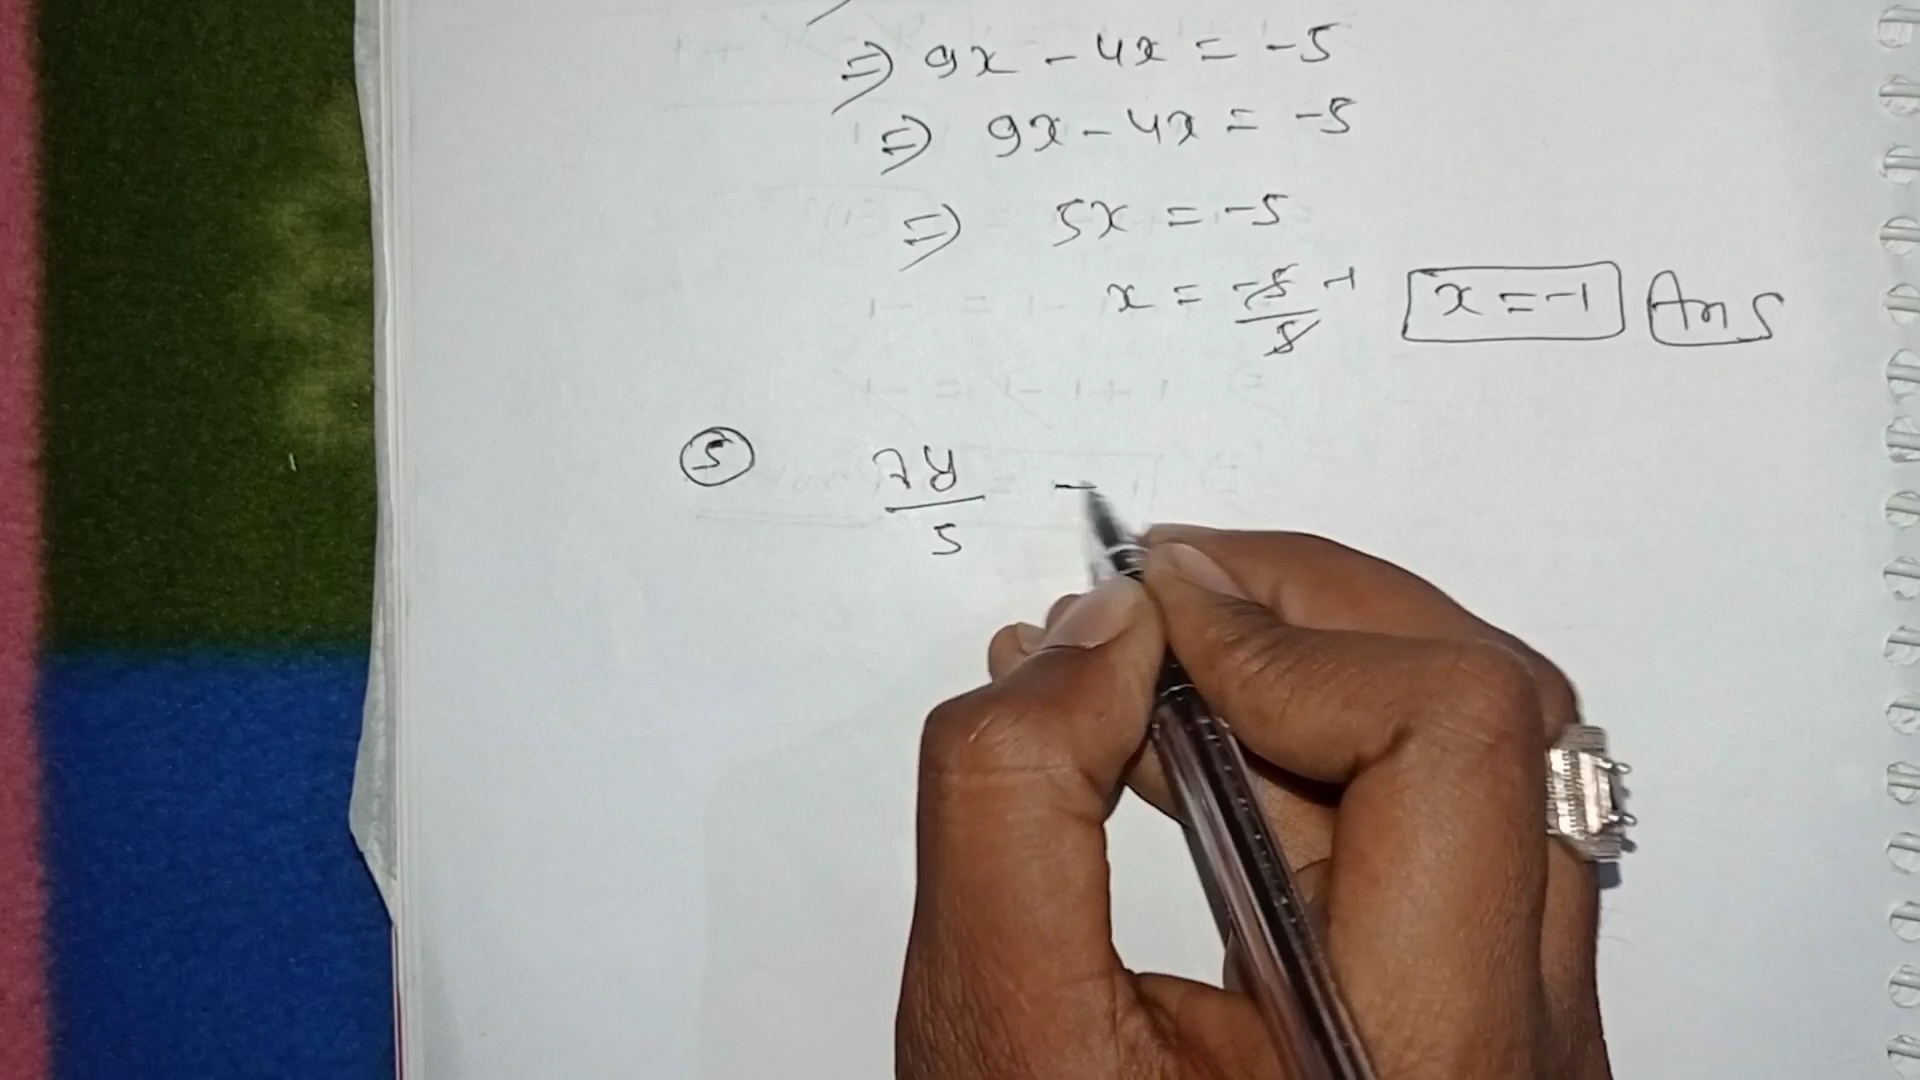 ⇒ 9x - 4x = -5
⇒ 9x - 4x = -5
⇒ 5x = -5
x = -5/5 -1 x = -1 Ans
5 7y/5 -